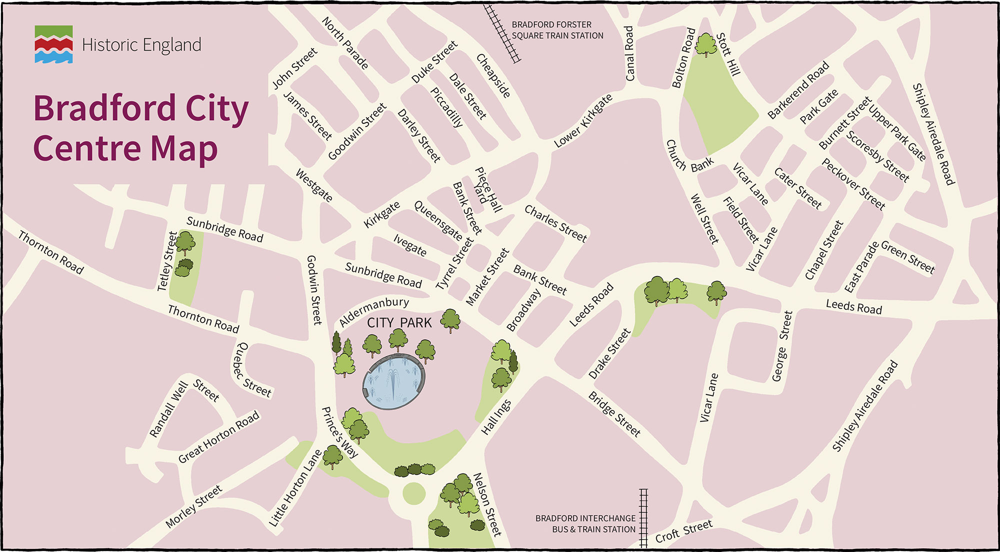 Historic England
Bradford City
Centre Map
BRADFORD FORSTER
SQUARE TRAIN STATION
North Parade
John Street
James Street
Goodwin Street
Duke Street
Cheapside
Dale Street
Piccadilly
Darley Street
Canal Road
Bolton Road
Stott Hill
Lower Kirkgate
Barkerend Road
Park Gate
Burnett Street
Upper Park Gate
Scoresby Street
Shipley Airedale Road
Church Bank
Vicar Lane
Cater Street
Peckover Street
Westgate
Kirkgate
Queensgate
Bank Street
Piece Hall
Yard
Charles Street
Well Street
Field Street
Vicar Lane
Chapel Street
East Parade
Green Street
Sunbridge Road
Thornton Road
Tetley Street
Ivegate
Tyrrel Street
Market Street
Bank Street
Godwin Street
Sunbridge Road
Broadway
Leeds Road
Leeds Road
Aldermanbury
CITY PARK
Thornton Road
Quebec Street
Drake Street
George Street
Vicar Lane
Shipley Airedale Road
Randall Well Street
Great Horton Road
Prince's Way
Hall Ings
Bridge Street
Little Horton Lane
Morley Street
Nelson Street
BRADFORD INTERCHANGE
BUS & TRAIN STATION
Croft Street